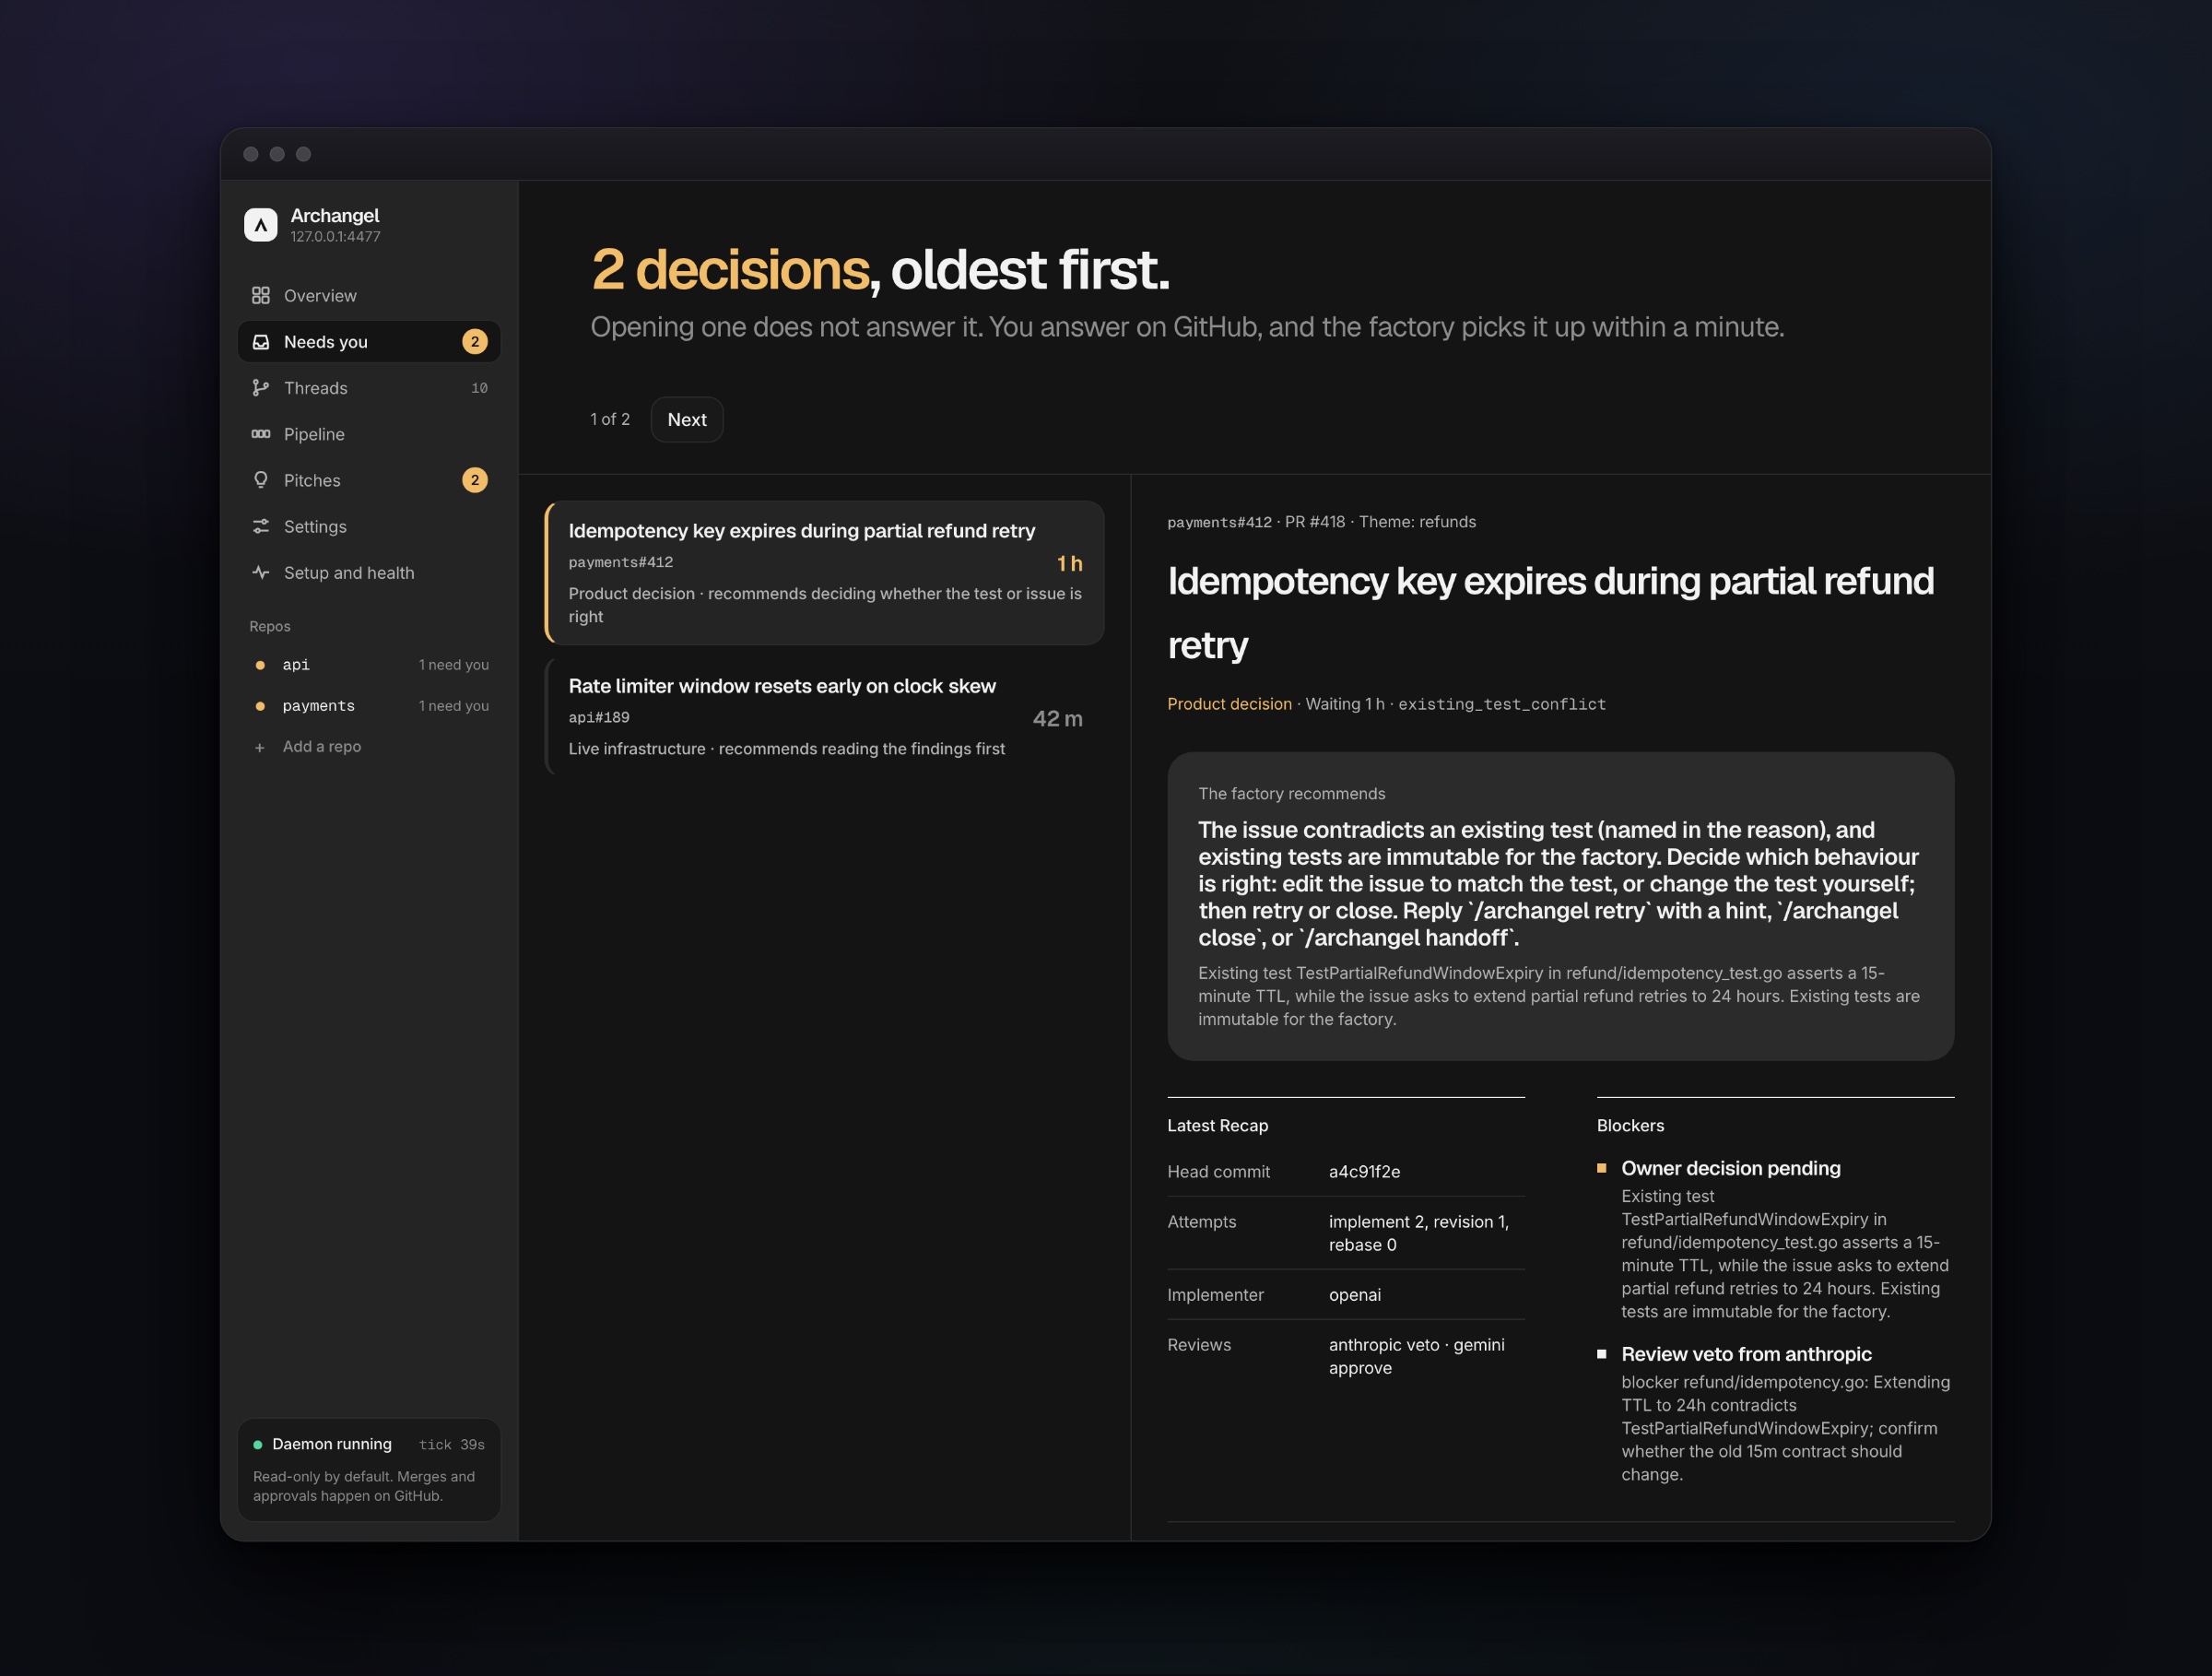 Archangel
127.0.0.1:4477
Overview
Needs you 2
Threads 10
Pipeline
Pitches 2
Settings
Setup and health
Repos
api 1 need you
payments 1 need you
+ Add a repo
Daemon running tick 39s
Read-only by default. Merges and
approvals happen on GitHub.
2 decisions, oldest first.
Opening one does not answer it. You answer on GitHub, and the factory picks it up within a minute.
1 of 2 Next
Idempotency key expires during partial refund retry
payments#412 1 h
Product decision · recommends deciding whether the test or issue is
right
Rate limiter window resets early on clock skew
api#189 42 m
Live infrastructure · recommends reading the findings first
payments#412 · PR #418 · Theme: refunds
Idempotency key expires during partial refund
retry
Product decision · Waiting 1 h · existing_test_conflict
The factory recommends
The issue contradicts an existing test (named in the reason), and
existing tests are immutable for the factory. Decide which behaviour
is right: edit the issue to match the test, or change the test yourself;
then retry or close. Reply `/archangel retry` with a hint, `/archangel
close`, or `/archangel handoff`.
Existing test TestPartialRefundWindowExpiry in refund/idempotency_test.go asserts a 15-
minute TTL, while the issue asks to extend partial refund retries to 24 hours. Existing tests are
immutable for the factory.
Latest Recap
Head commit a4c91f2e
Attempts implement 2, revision 1,
rebase 0
Implementer openai
Reviews anthropic veto · gemini
approve
Blockers
Owner decision pending
Existing test
TestPartialRefundWindowExpiry in
refund/idempotency_test.go asserts a 15-
minute TTL, while the issue asks to extend
partial refund retries to 24 hours. Existing
tests are immutable for the factory.
Review veto from anthropic
blocker refund/idempotency.go: Extending
TTL to 24h contradicts
TestPartialRefundWindowExpiry; confirm
whether the old 15m contract should
change.